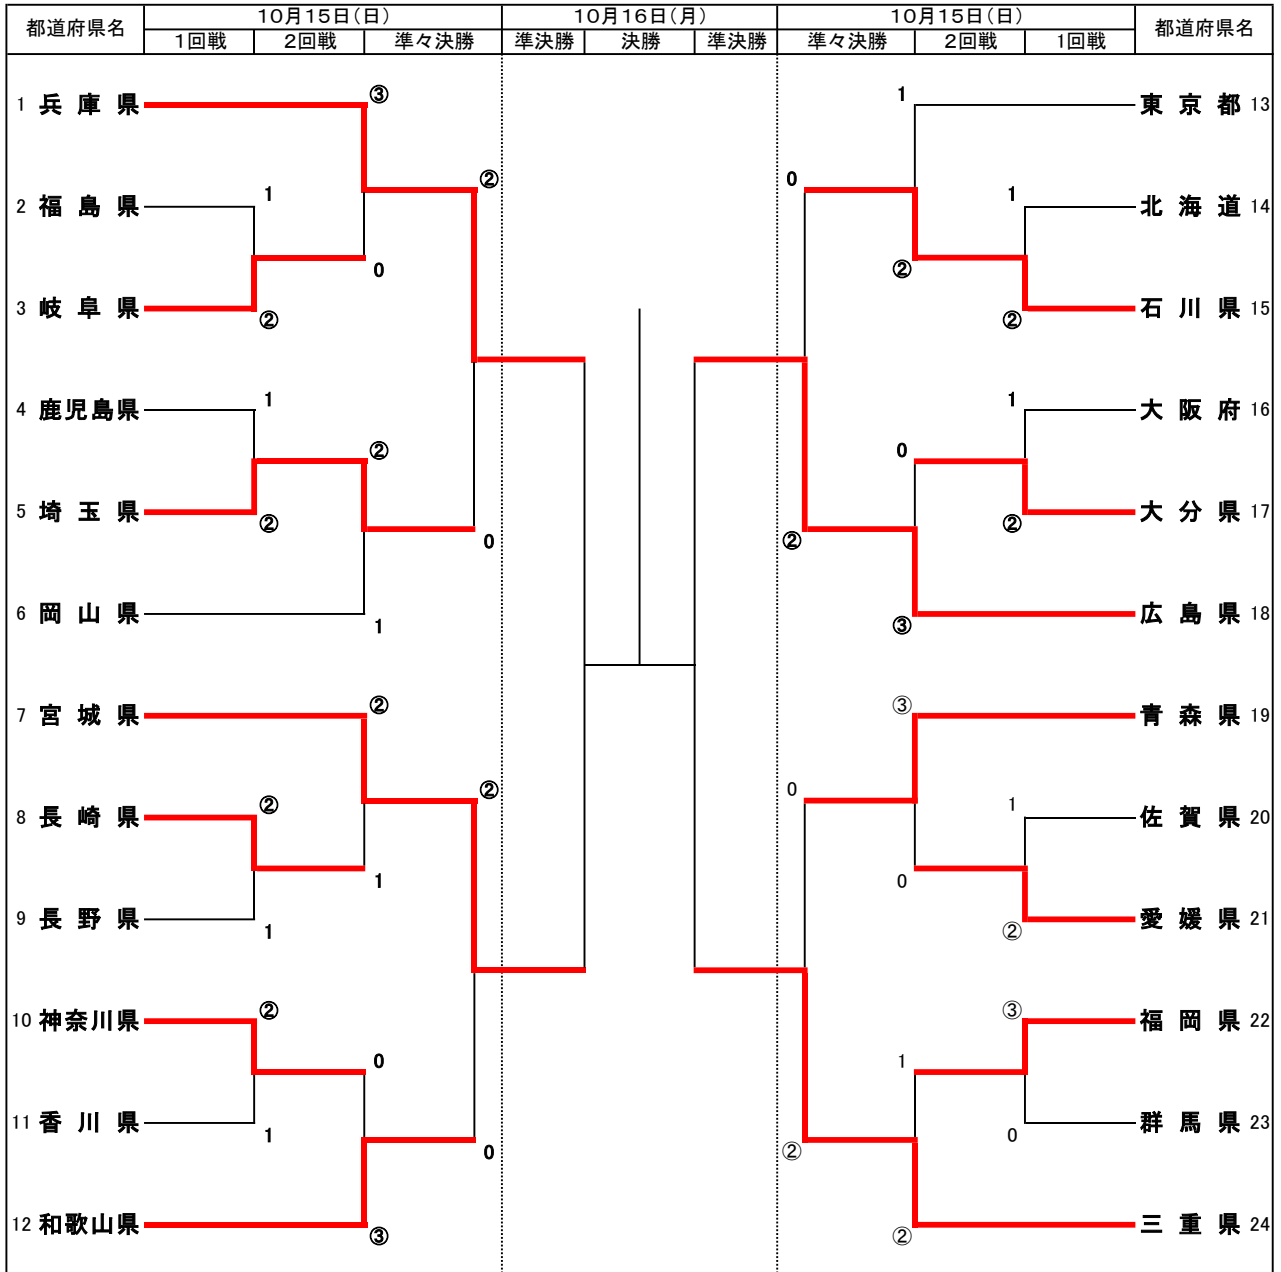 都道府県名 10月15日(日) 10月16日(月) 10月15日(日) 都道府県名
1回戦 2回戦 準々決勝 準決勝 決勝 準決勝 準々決勝 2回戦 1回戦
1 兵庫県 ③ 1 東京都 13
② 0
2 福島県 1 1 北海道 14
0 ②
3 岐阜県 ② ② 石川県 15
4 鹿児島県 1 1 大阪府 16
② 0
5 埼玉県 ② ② 大分県 17
0 ②
6 岡山県 1 ③ 広島県 18
7 宮城県 ② ③ 青森県 19
② 0
8 長崎県 ② 1 佐賀県 20
1 0
9 長野県 1 ② 愛媛県 21
10 神奈川県 ② ③ 福岡県 22
0 1
11 香川県 1 0 群馬県 23
0 ②
12 和歌山県 ③ ② 三重県 24